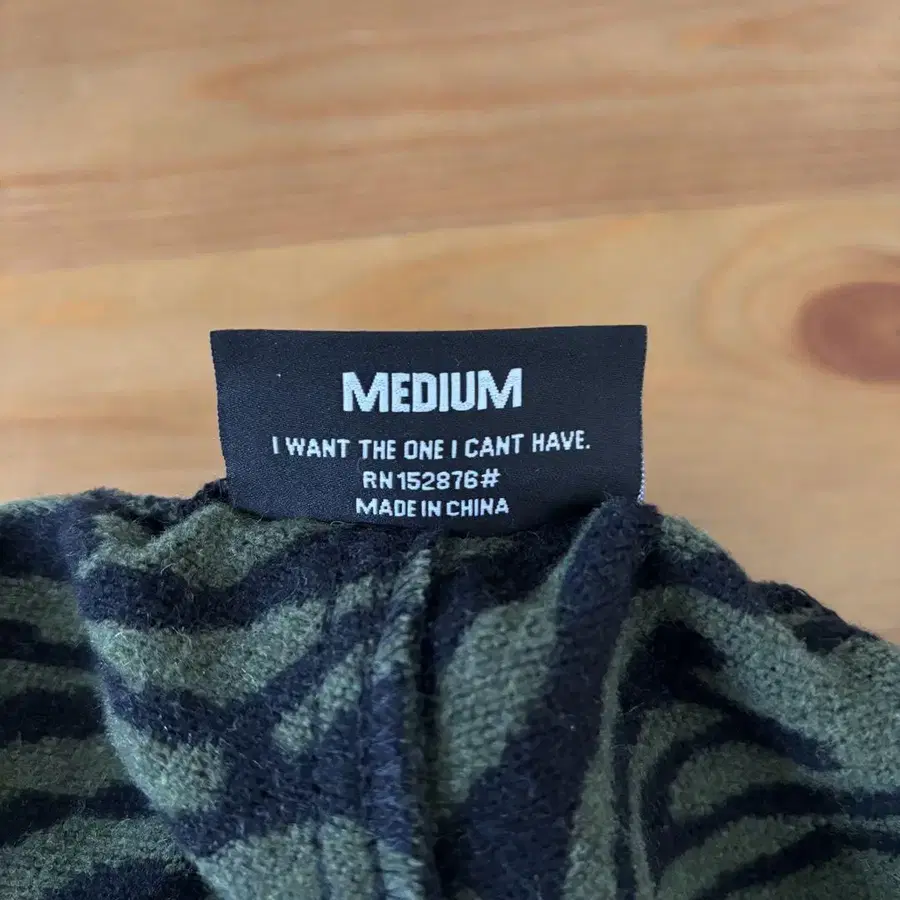 MEDIUM
I WANT THE ONE I CANT HAVE.
RN 152876#
MADE IN CHINA